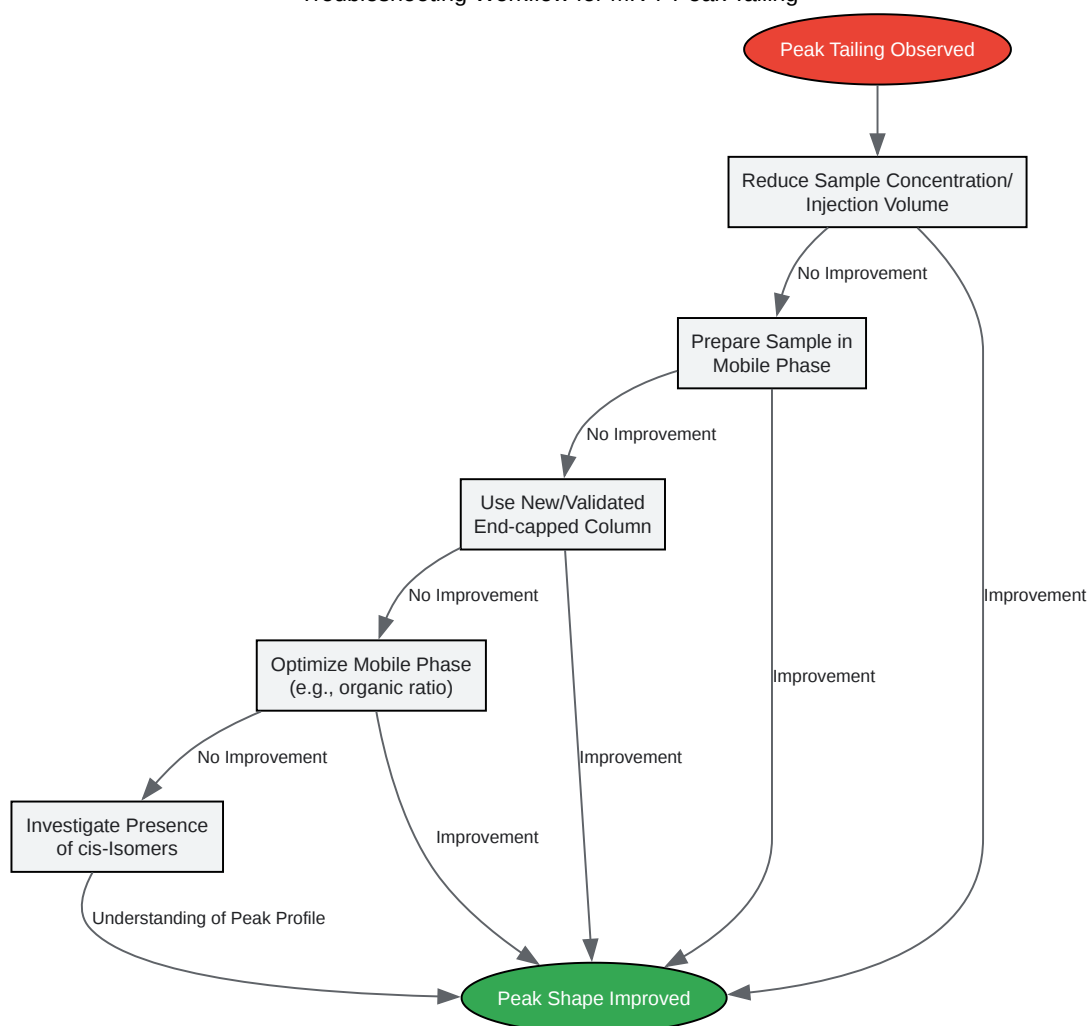 Peak Tailing Observed
Reduce Sample Concentration/
Injection Volume
No Improvement
Prepare Sample in
Mobile Phase
No Improvement
Use New/Validated
End-capped Column
No Improvement
Improvement
Optimize Mobile Phase
(e.g., organic ratio)
Improvement
No Improvement
Improvement
Investigate Presence
of cis-Isomers
Improvement
Understanding of Peak Profile
Peak Shape Improved